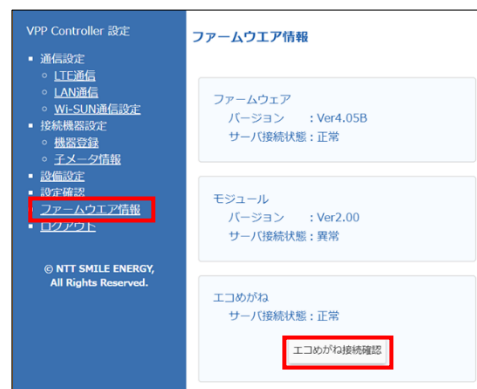 VPP Controller 設定
通信設定
LTE通信
LAN通信
Wi-SUN通信設定
接続機器設定
機器登録
子メータ情報
設備設定
設定確認
ファームウエア情報
ログアウト
© NTT SMILE ENERGY,
All Rights Reserved.
ファームウエア情報
ファームウェア
バージョン : Ver4.05B
サーバ接続状態 : 正常
モジュール
バージョン : Ver2.00
サーバ接続状態 : 異常
エコめがね
サーバ接続状態 : 正常
エコめがね接続確認